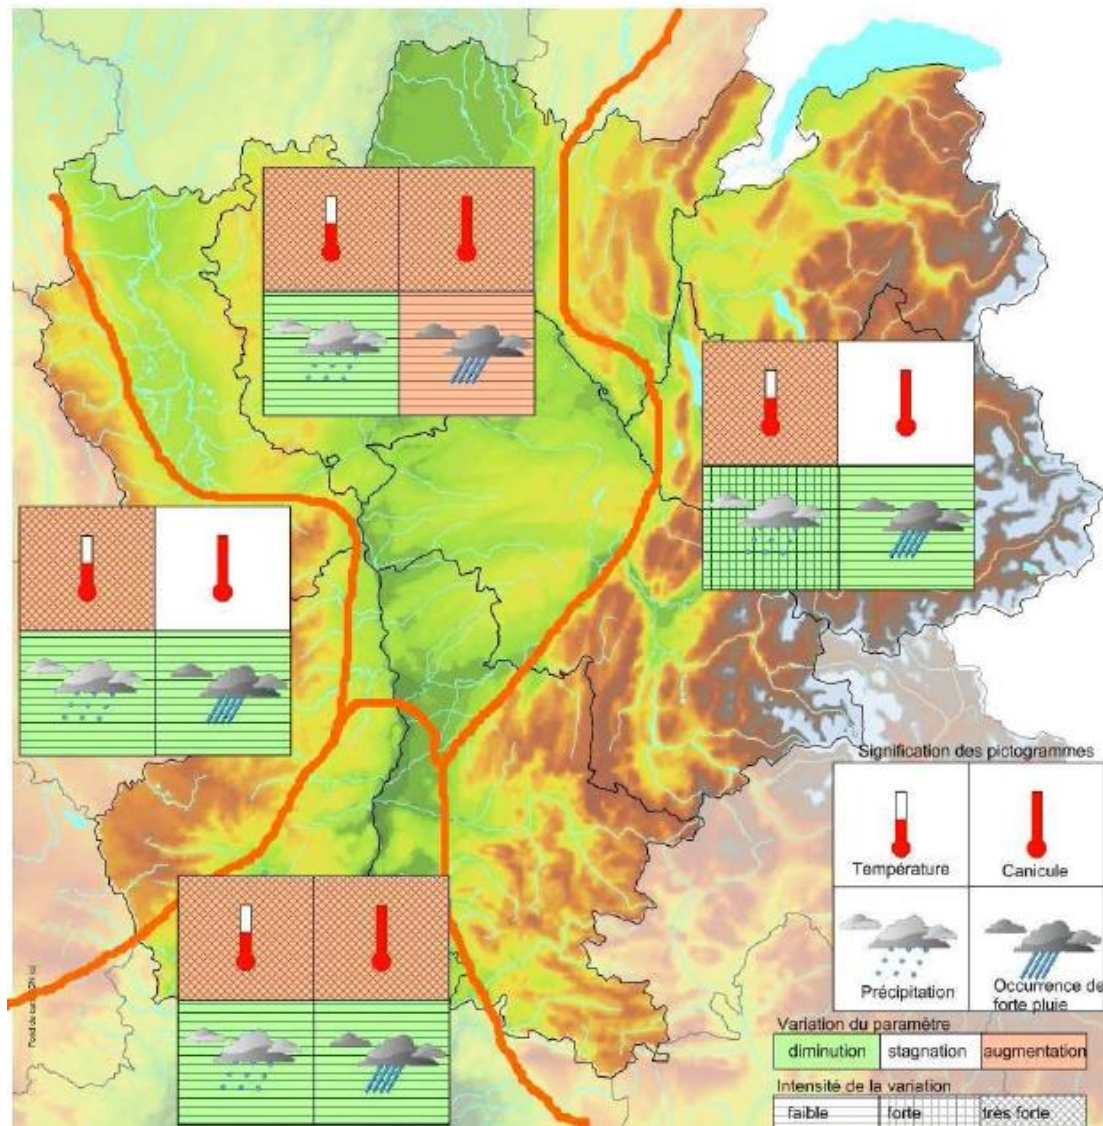 Signification des pictogrammes
Température
Canicule
Précipitation
Occurrence de
forte pluie
Variation du paramètre
diminution
stagnation
augmentation
Intensité de la variation
faible
forte
très forte